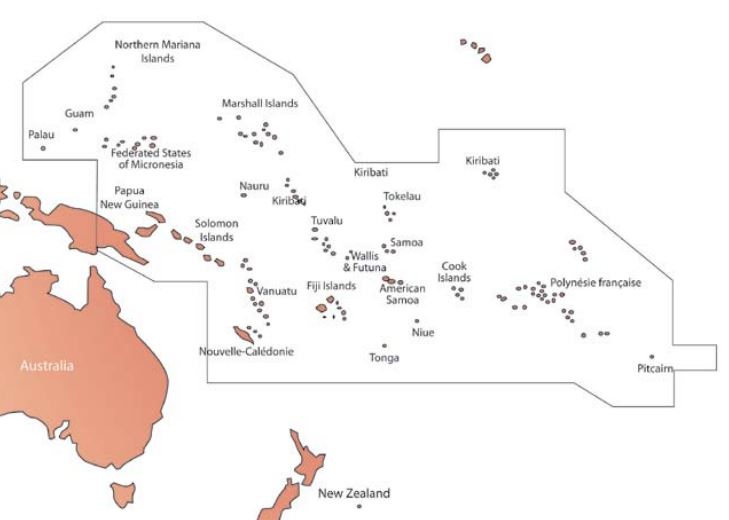 Northern Mariana
Islands
Guam
Marshall Islands
Palau
Federated States
of Micronesia
Kiribati
Kiribati
Papua
New Guinea
Nauru
Kiribati
Tokelau
Solomon
Islands
Tuvalu
Samoa
Wallis
& Futuna
Cook
Islands
Vanuatu
Fiji Islands
American
Samoa
Polynésie française
Niue
Nouvelle-Calédonie
Tonga
Australia
Pitcairn
New Zealand